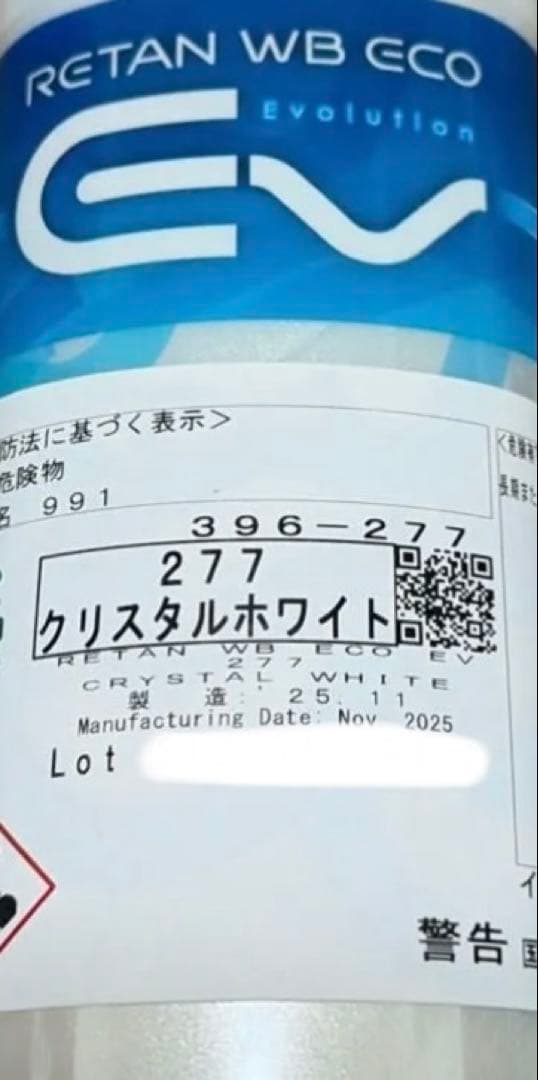 RETAN WB ECO
Evolution
EV
防法に基づく表示＞
危険物
名 991
396-277
277
クリスタルホワイト
RETAN WB ECO EV
277
CRYSTAL WHITE
製 造:'25.11
Manufacturing Date: Nov 2025
Lot
警告